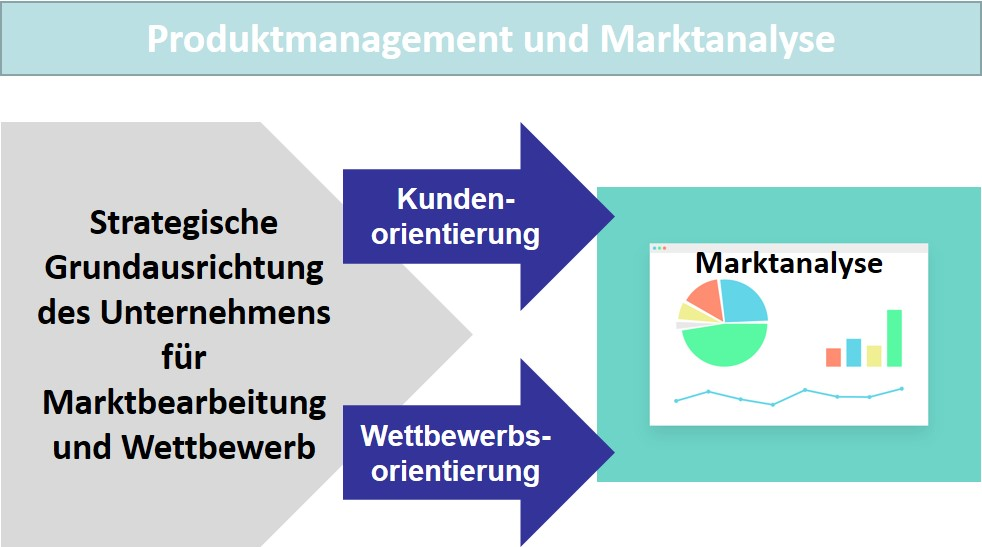 Produktmanagement und Marktanalyse
Strategische
Grundausrichtung
des Unternehmens
für
Marktbearbeitung
und Wettbewerb
Kunden-
orientierung
Wettbewerbs-
orientierung
Marktanalyse